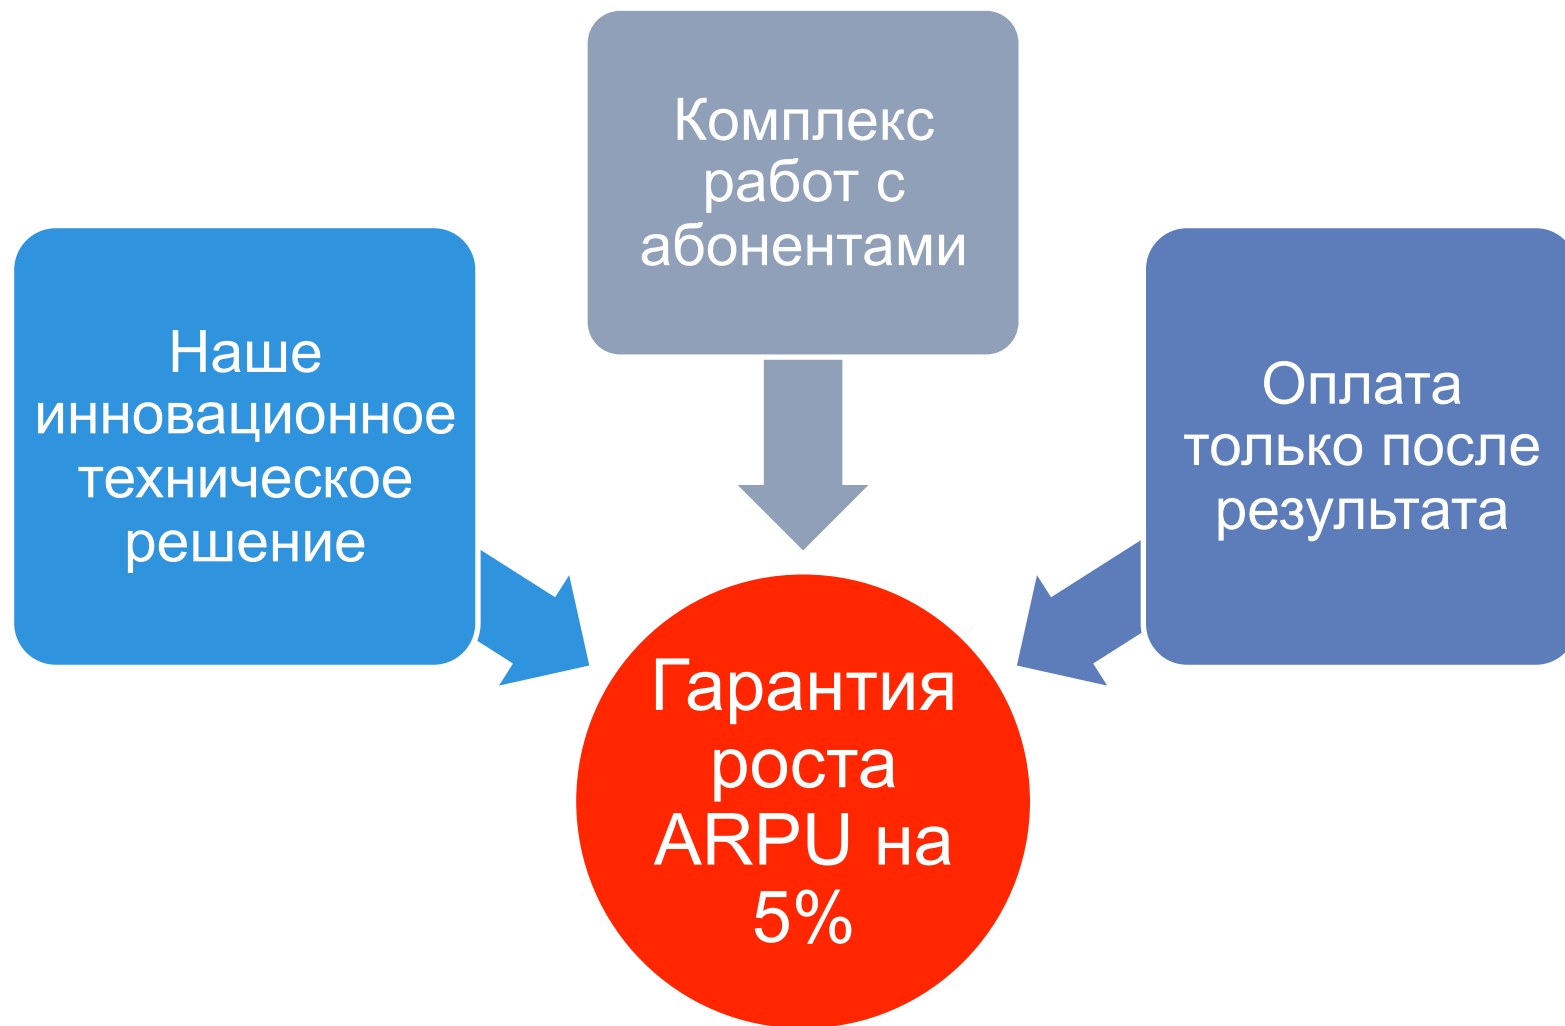 Комплекс
работ с
абонентами
Наше
инновационное
техническое
решение
Оплата
только после
результата
Гарантия
роста
ARPU на
5%